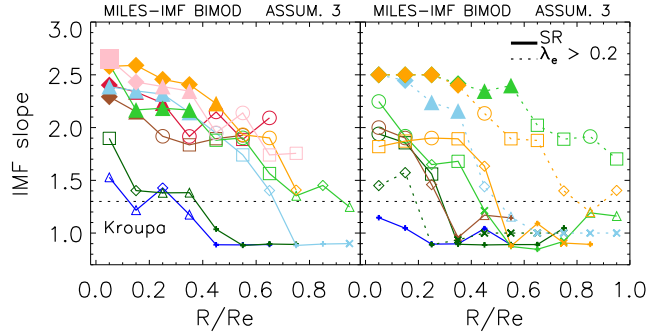 MILES-IMF BIMOD ASSUM. 3
MILES-IMF BIMOD ASSUM. 3
3.0
2.5
2.0
1.5
1.0
IMF slope
Kroupa
SR
λe > 0.2
0.0 0.2 0.4 0.6 0.8
0.0 0.2 0.4 0.6 0.8 1.0
R/Re
R/Re